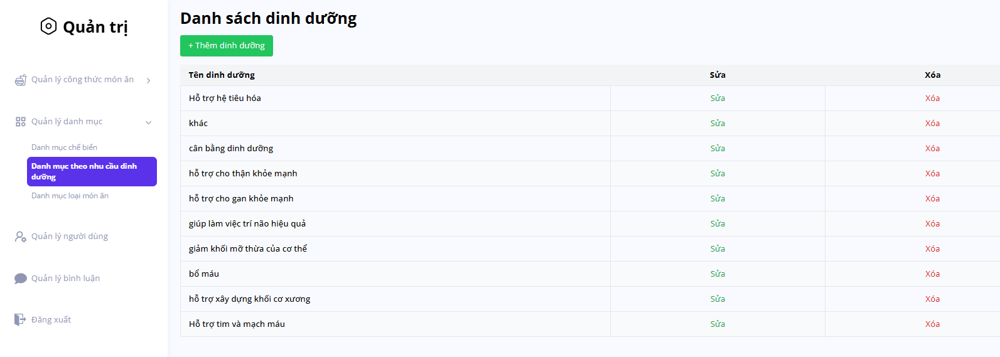 Quản trị
Quản lý công thức món ăn
Quản lý danh mục
Danh mục chế biến
Danh mục theo nhu cầu dinh
dưỡng
Danh mục loại món ăn
Quản lý người dùng
Quản lý bình luận
Đăng xuất
Danh sách dinh dưỡng
+ Thêm dinh dưỡng
Tên dinh dưỡng Sửa Xóa
Hỗ trợ hệ tiêu hóa Sửa Xóa
khác Sửa Xóa
cân bằng dinh dưỡng Sửa Xóa
hỗ trợ cho thận khỏe mạnh Sửa Xóa
hỗ trợ cho gan khỏe mạnh Sửa Xóa
giúp làm việc trí não hiệu quả Sửa Xóa
giảm khối mỡ thừa của cơ thể Sửa Xóa
bổ máu Sửa Xóa
hỗ trợ xây dựng khối cơ xương Sửa Xóa
Hỗ trợ tim và mạch máu Sửa Xóa